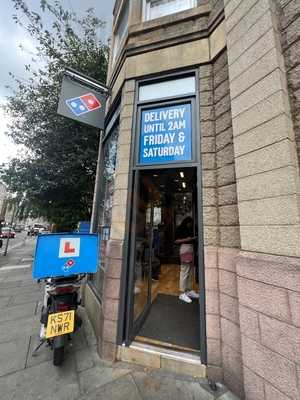 DELIVERY
UNTIL 2AM
FRIDAY &
SATURDAY
L
KS71
NWR